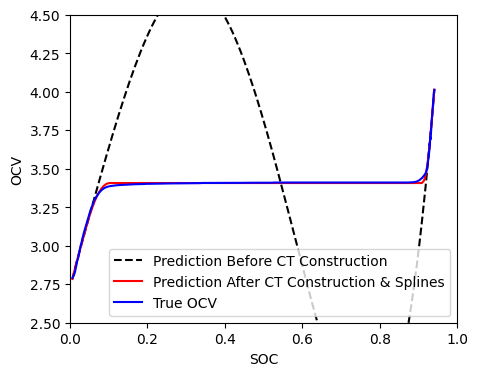 4.50
4.25
4.00
3.75
3.50
3.25
3.00
2.75
2.50
OCV
Prediction Before CT Construction
Prediction After CT Construction & Splines
True OCV
0.0 0.2 0.4 0.6 0.8 1.0
SOC